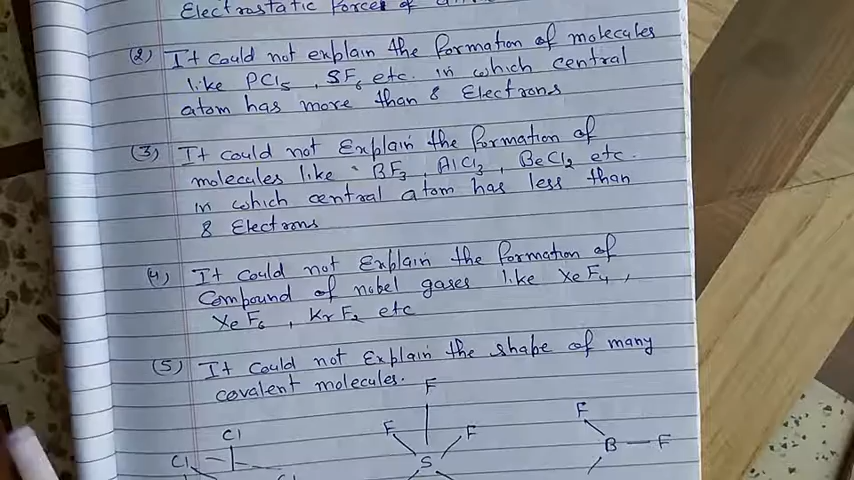 Electrostatic Forces of
(2) It could not explain the formation of molecules
like PCl5 , SF6 etc. in which central
atom has more than 8 Electrons
(3) It could not Explain the formation of
molecules like BF3 , AlCl3 , BeCl2 etc.
in which central atom has less than
8 Electrons
(4) It could not Explain the formation of
Compound of nobel gases like XeF4 ,
XeF6 , KrF2 etc
(5) It could not Explain the shape of many
covalent molecules.
F
Cl F F F
Cl Cl S B F